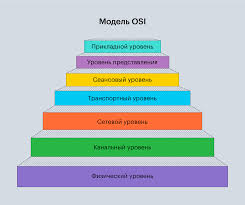 Модель OSI
Прикладной уровень
Уровень представления
Сеансовый уровень
Транспортный уровень
Сетевой уровень
Канальный уровень
Физический уровень